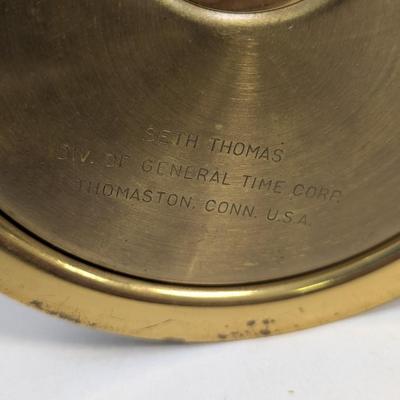 SETH THOMAS
DIV. OF GENERAL TIME CORP.
THOMASTON, CONN. U.S.A.